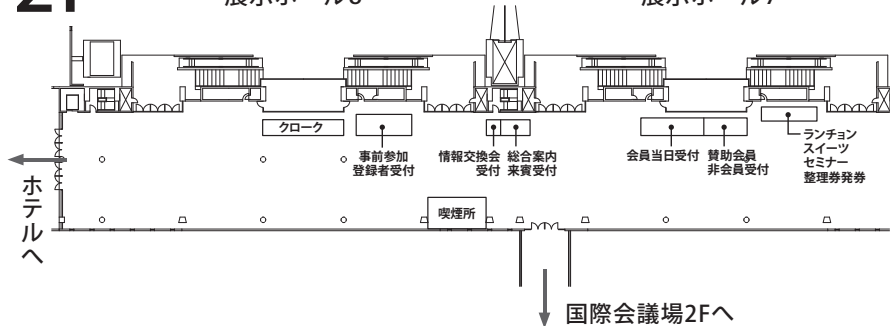 展示ホール
展示ホール7
クローク
事前参加
登録者受付
情報交換会
受付
総合案内
来賓受付
会員当日受付
賛助会員
非会員受付
ランチョン
スイーツ
セミナー
整理券発券
喫煙所
ホテルへ
国際会議場2Fへ